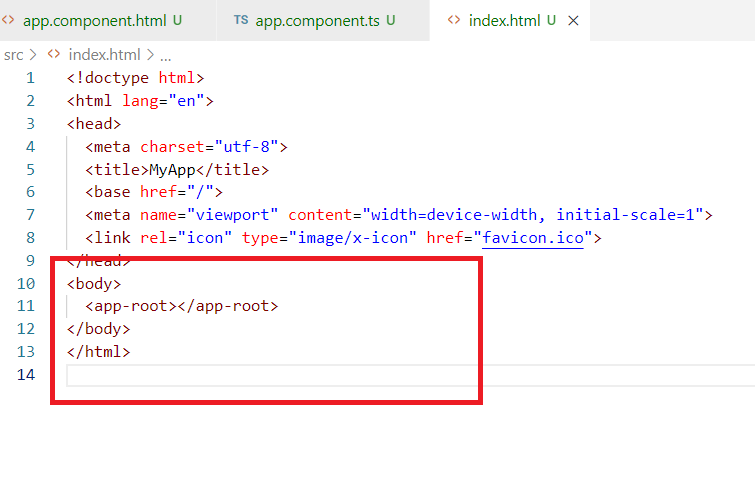 app.component.html U TS app.component.ts U index.html U
src > index.html > ...
1 <!doctype html>
2 <html lang="en">
3 <head>
4 <meta charset="utf-8">
5 <title>MyApp</title>
6 <base href="/">
7 <meta name="viewport" content="width=device-width, initial-scale=1">
8 <link rel="icon" type="image/x-icon" href="favicon.ico">
9 </head>
10 <body>
11 <app-root></app-root>
12 </body>
13 </html>
14